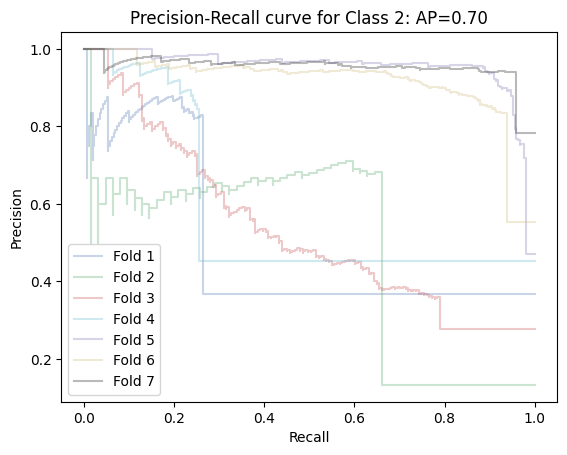 Precision-Recall curve for Class 2: AP=0.70
Precision
1.0
0.8
0.6
0.4
0.2
Fold 1
Fold 2
Fold 3
Fold 4
Fold 5
Fold 6
Fold 7
0.0 0.2 0.4 0.6 0.8 1.0
Recall